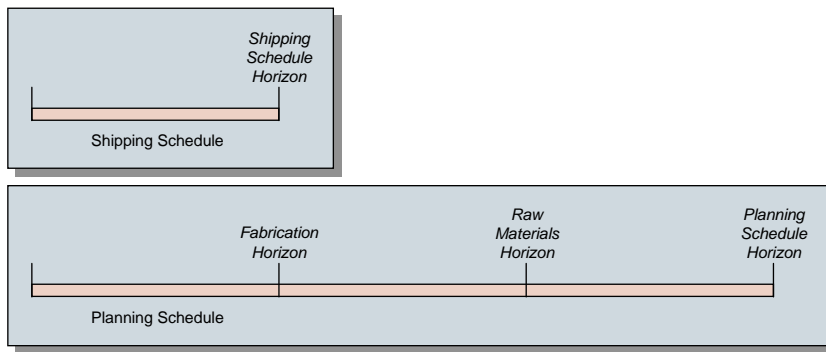 Shipping
Schedule
Horizon
Shipping Schedule
Fabrication
Horizon
Raw
Materials
Horizon
Planning
Schedule
Horizon
Planning Schedule